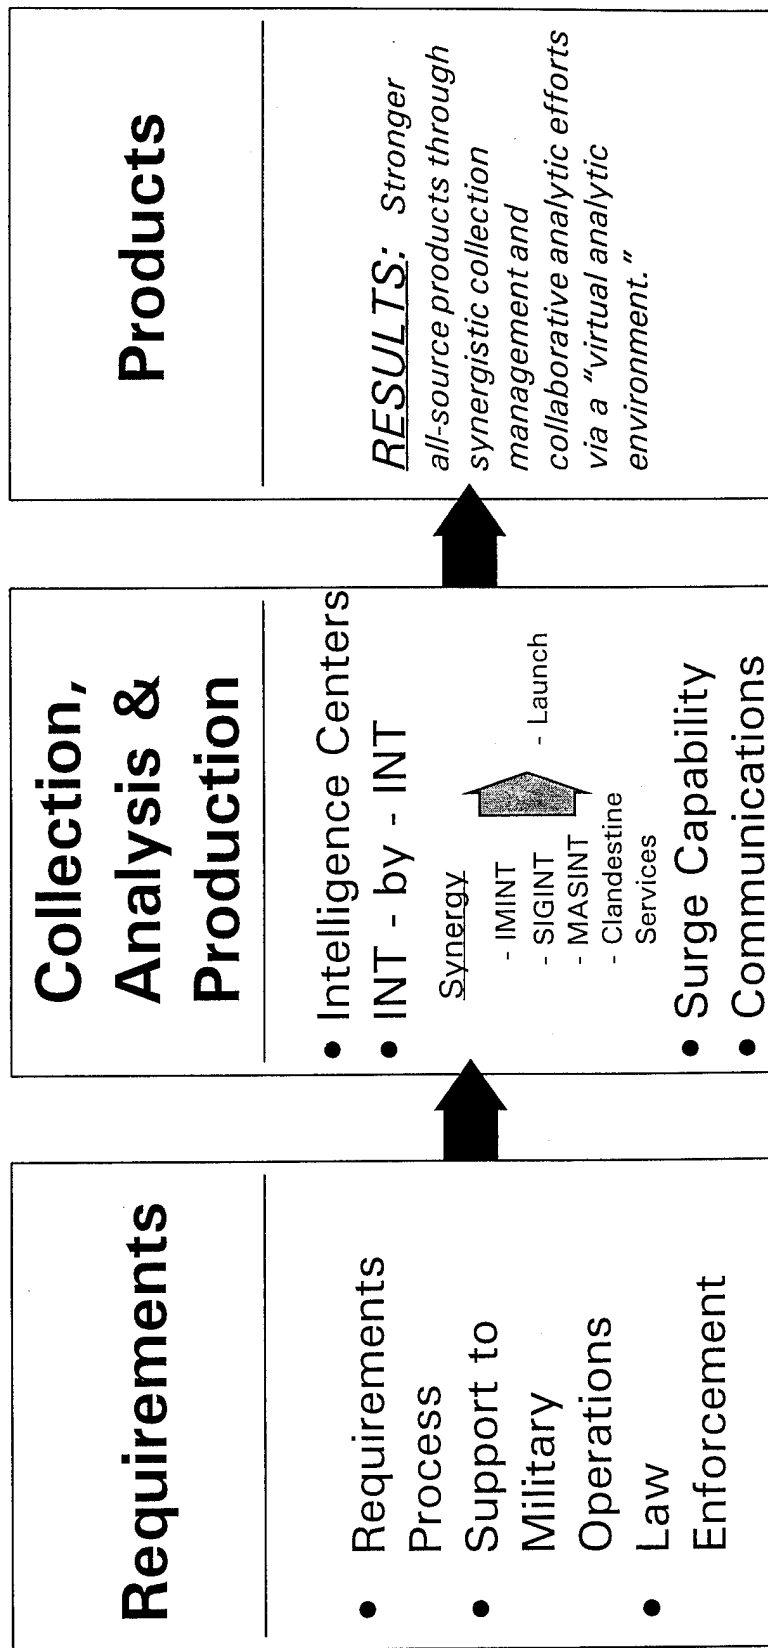 Requirements
• Requirements
Process
• Support to
Military
Operations
• Law
Enforcement
Collection,
Analysis &
Production
• Intelligence Centers
• INT - by - INT
Synergy
- IMINT
- SIGINT
- MASINT
- Clandestine
Services
- Launch
• Surge Capability
• Communications
Products
RESULTS: Stronger
all-source products through
synergistic collection
management and
collaborative analytic efforts
via a "virtual analytic
environment."